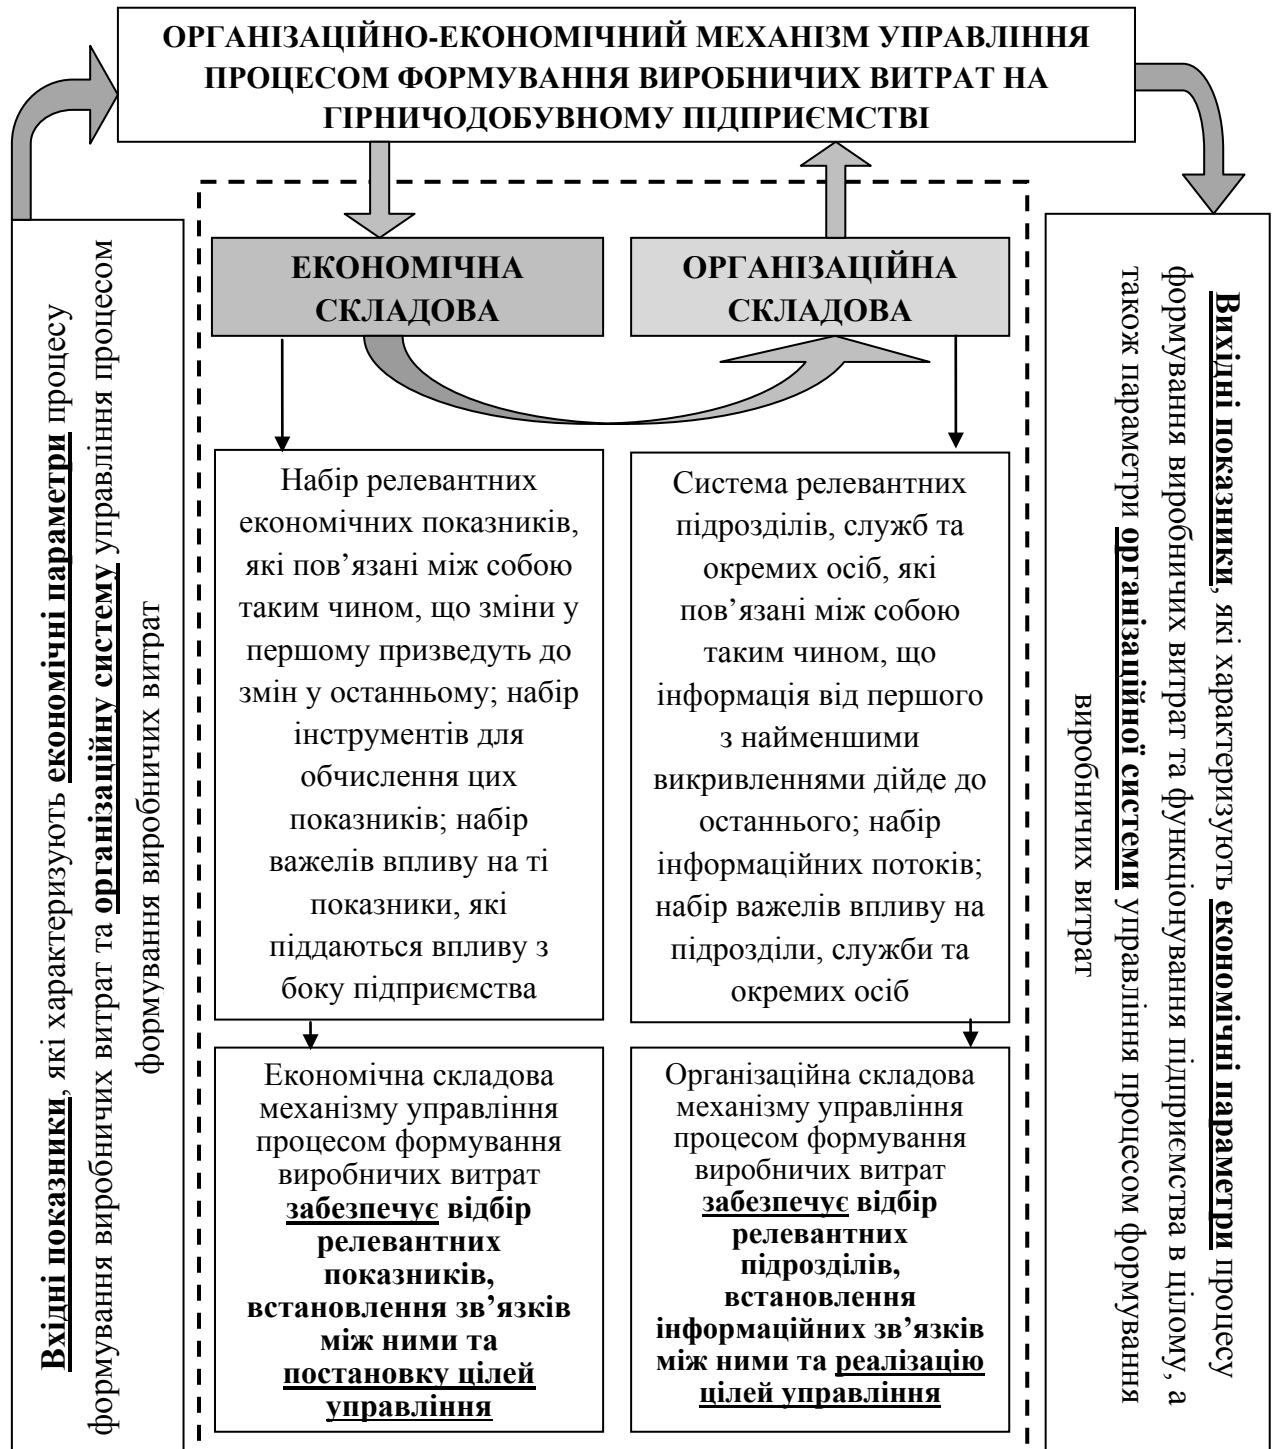 ОРГАНІЗАЦІЙНО-ЕКОНОМІЧНИЙ МЕХАНІЗМ УПРАВЛІННЯ
ПРОЦЕСОМ ФОРМУВАННЯ ВИРОБНИЧИХ ВИТРАТ НА
ГІРНИЧОДОБУВНОМУ ПІДПРИЄМСТВІ
Вхідні показники, які характеризують економічні параметри процесу
формування виробничих витрат та організаційну систему управління процесом
формування виробничих витрат
ЕКОНОМІЧНА
СКЛАДОВА
Набір релевантних
економічних показників,
які пов’язані між собою
таким чином, що зміни у
першому призведуть до
змін у останньому; набір
інструментів для
обчислення цих
показників; набір
важелів впливу на ті
показники, які
піддаються впливу з
боку підприємства
Економічна складова
механізму управління
процесом формування
виробничих витрат
забезпечує відбір
релевантних
показників,
встановлення зв’язків
між ними та
постановку цілей
управління
ОРГАНІЗАЦІЙНА
СКЛАДОВА
Система релевантних
підрозділів, служб та
окремих осіб, які
пов’язані між собою
таким чином, що
інформація від першого
з найменшими
викривленнями дійде до
останнього; набір
інформаційних потоків;
набір важелів впливу на
підрозділи, служби та
окремих осіб
Організаційна складова
механізму управління
процесом формування
виробничих витрат
забезпечує відбір
релевантних
підрозділів,
встановлення
інформаційних зв’язків
між ними та реалізацію
цілей управління
Вихідні показники, які характеризують економічні параметри процесу
формування виробничих витрат та функціонування підприємства в цілому, а
також параметри організаційної системи управління процесом формування
виробничих витрат